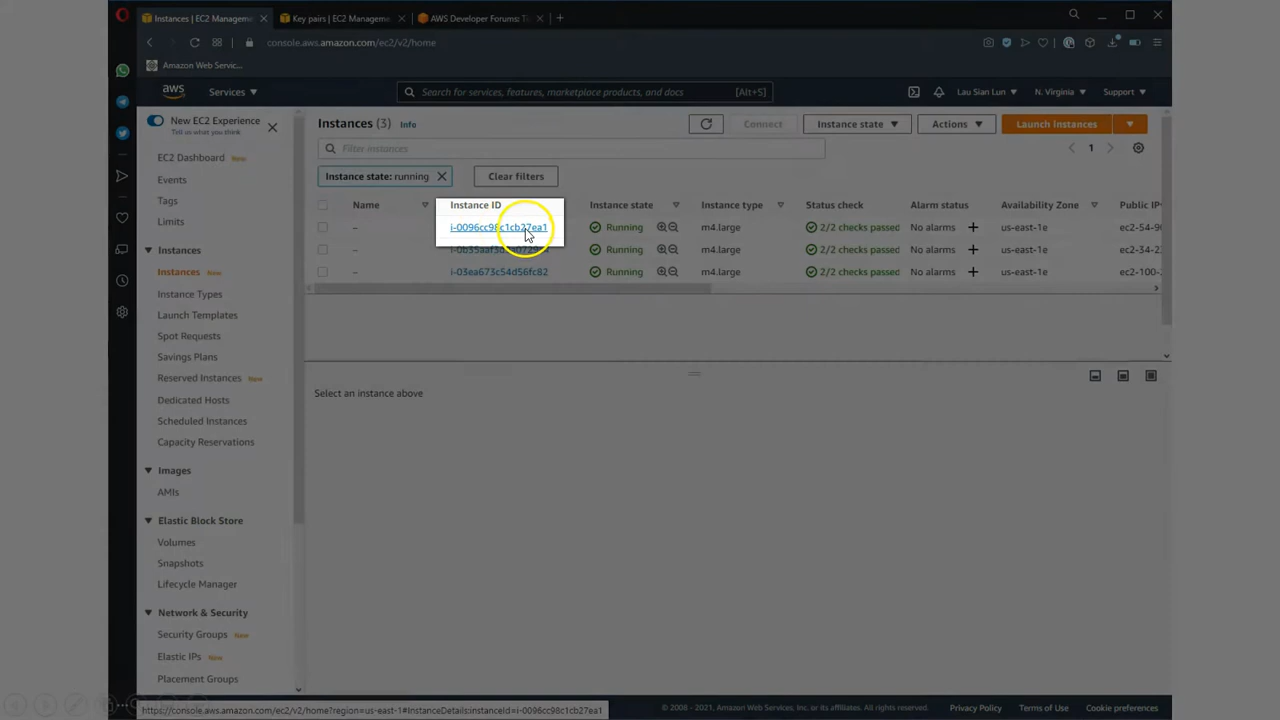 Instances | EC2 Managem
Key pairs | EC2 Manageme
AWS Developer Forums: T
console.aws.amazon.com/ec2/v2/home
Amazon Web Servic...
aws
Services
Search for services, features, marketplace products, and docs
[Alt+S]
Lau Sian Lun
N. Virginia
Support
New EC2 Experience
Tell us what you think
EC2 Dashboard New
Events
Tags
Limits
Instances
Instances New
Instance Types
Launch Templates
Spot Requests
Savings Plans
Reserved Instances New
Dedicated Hosts
Scheduled Instances
Capacity Reservations
Images
AMIs
Elastic Block Store
Volumes
Snapshots
Lifecycle Manager
Network & Security
Security Groups New
Elastic IPs New
Placement Groups
Instances (3) Info
Connect
Instance state
Actions
Launch instances
Filter instances
1
Instance state: running
Clear filters
Name Instance ID Instance state Instance type Status check Alarm status Availability Zone Public IP
– i-0096cc98c1cb27ea1 Running m4.large 2/2 checks passed No alarms + us-east-1e ec2-54-9
– Running m4.large 2/2 checks passed No alarms + us-east-1e ec2-34-2
– i-03ea673c54d56fc82 Running m4.large 2/2 checks passed No alarms + us-east-1e ec2-100-
Select an instance above
https://console.aws.amazon.com/ec2/v2/home?region=us-east-1#InstanceDetails:instanceId=i-0096cc98c1cb27ea1
© 2008 - 2021, Amazon Web Services, Inc. or its affiliates. All rights reserved.
Privacy Policy
Terms of Use
Cookie preferences